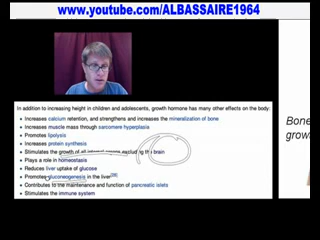 www.youtube.com/ALBASSAIRE1964
In addition to increasing height in children and adolescents, growth hormone has many other effects on the body:
Increases calcium retention, and strengthens and increases the mineralization of bone
Increases muscle mass through sarcomere hyperplasia
Promotes lipolysis
Increases protein synthesis
Stimulates the growth of all internal organs excluding the brain
Plays a role in homeostasis
Reduces liver uptake of glucose
Promotes gluconeogenesis in the liver
Contributes to the maintenance and function of pancreatic islets
Stimulates the immune system
Bone
grow